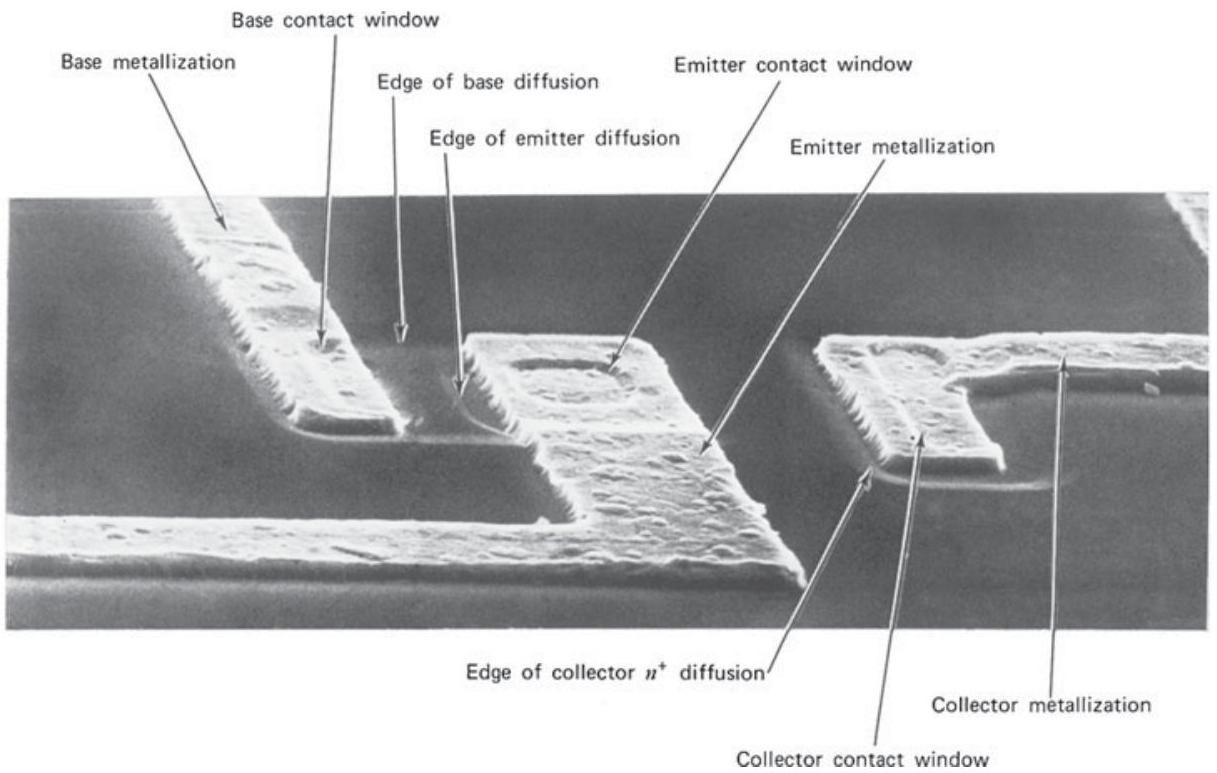 Base contact window
Base metallization
Emitter contact window
Edge of base diffusion
Edge of emitter diffusion
Emitter metallization
Edge of collector n⁺ diffusion
Collector metallization
Collector contact window